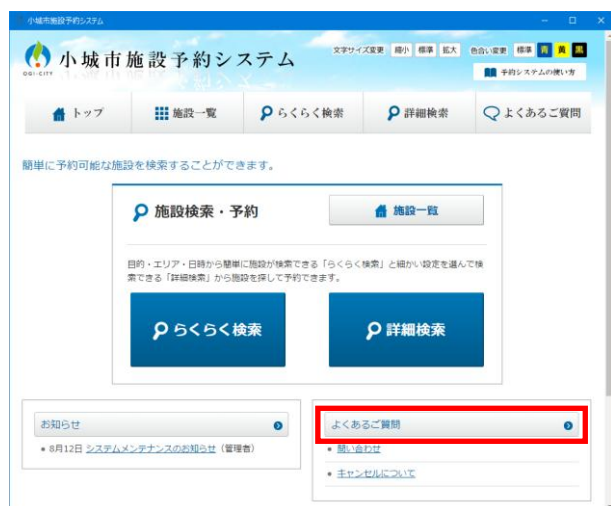 小城市施設予約システム
OGI-CITY
小城市施設予約システム
文字サイズ変更 縮小 標準 拡大 色合い変更 標準 青 黄 黒
予約システムの使い方
トップ
施設一覧
らくらく検索
詳細検索
よくあるご質問
簡単に予約可能な施設を検索することができます。
施設検索・予約
施設一覧
目的・エリア・日時から簡単に施設が検索できる「らくらく検索」と細かい設定を選んで検
索できる「詳細検索」から施設を探して予約できます。
らくらく検索
詳細検索
お知らせ
8月12日 システムメンテナンスのお知らせ (管理者)
よくあるご質問
問い合わせ
キャンセルについて